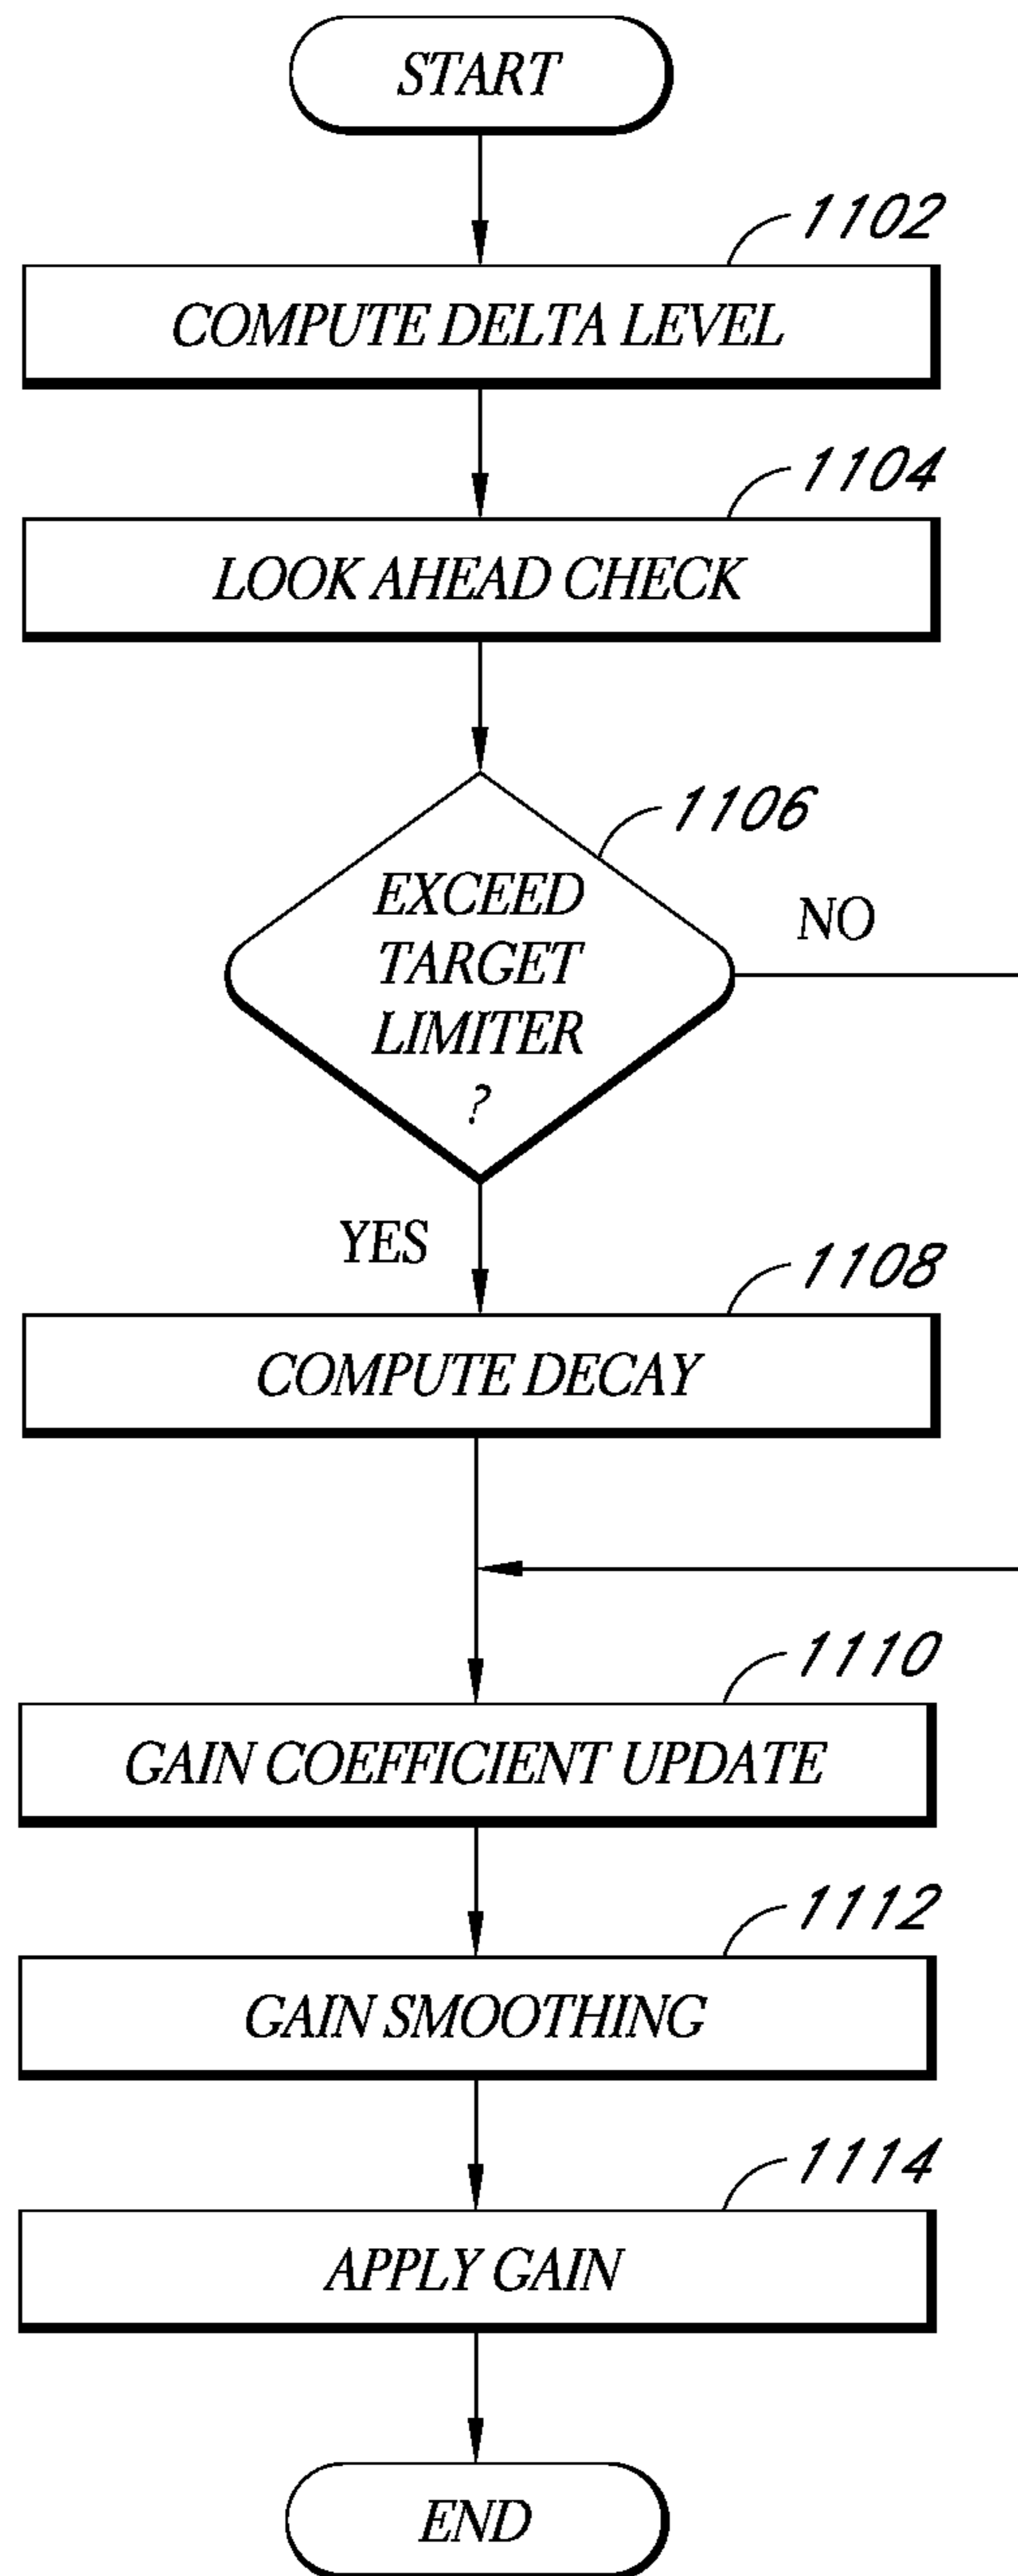 START
1102
COMPUTE DELTA LEVEL
1104
LOOK AHEAD CHECK
1106
EXCEED
TARGET
LIMITER
?
NO
YES
1108
COMPUTE DECAY
1110
GAIN COEFFICIENT UPDATE
1112
GAIN SMOOTHING
1114
APPLY GAIN
END